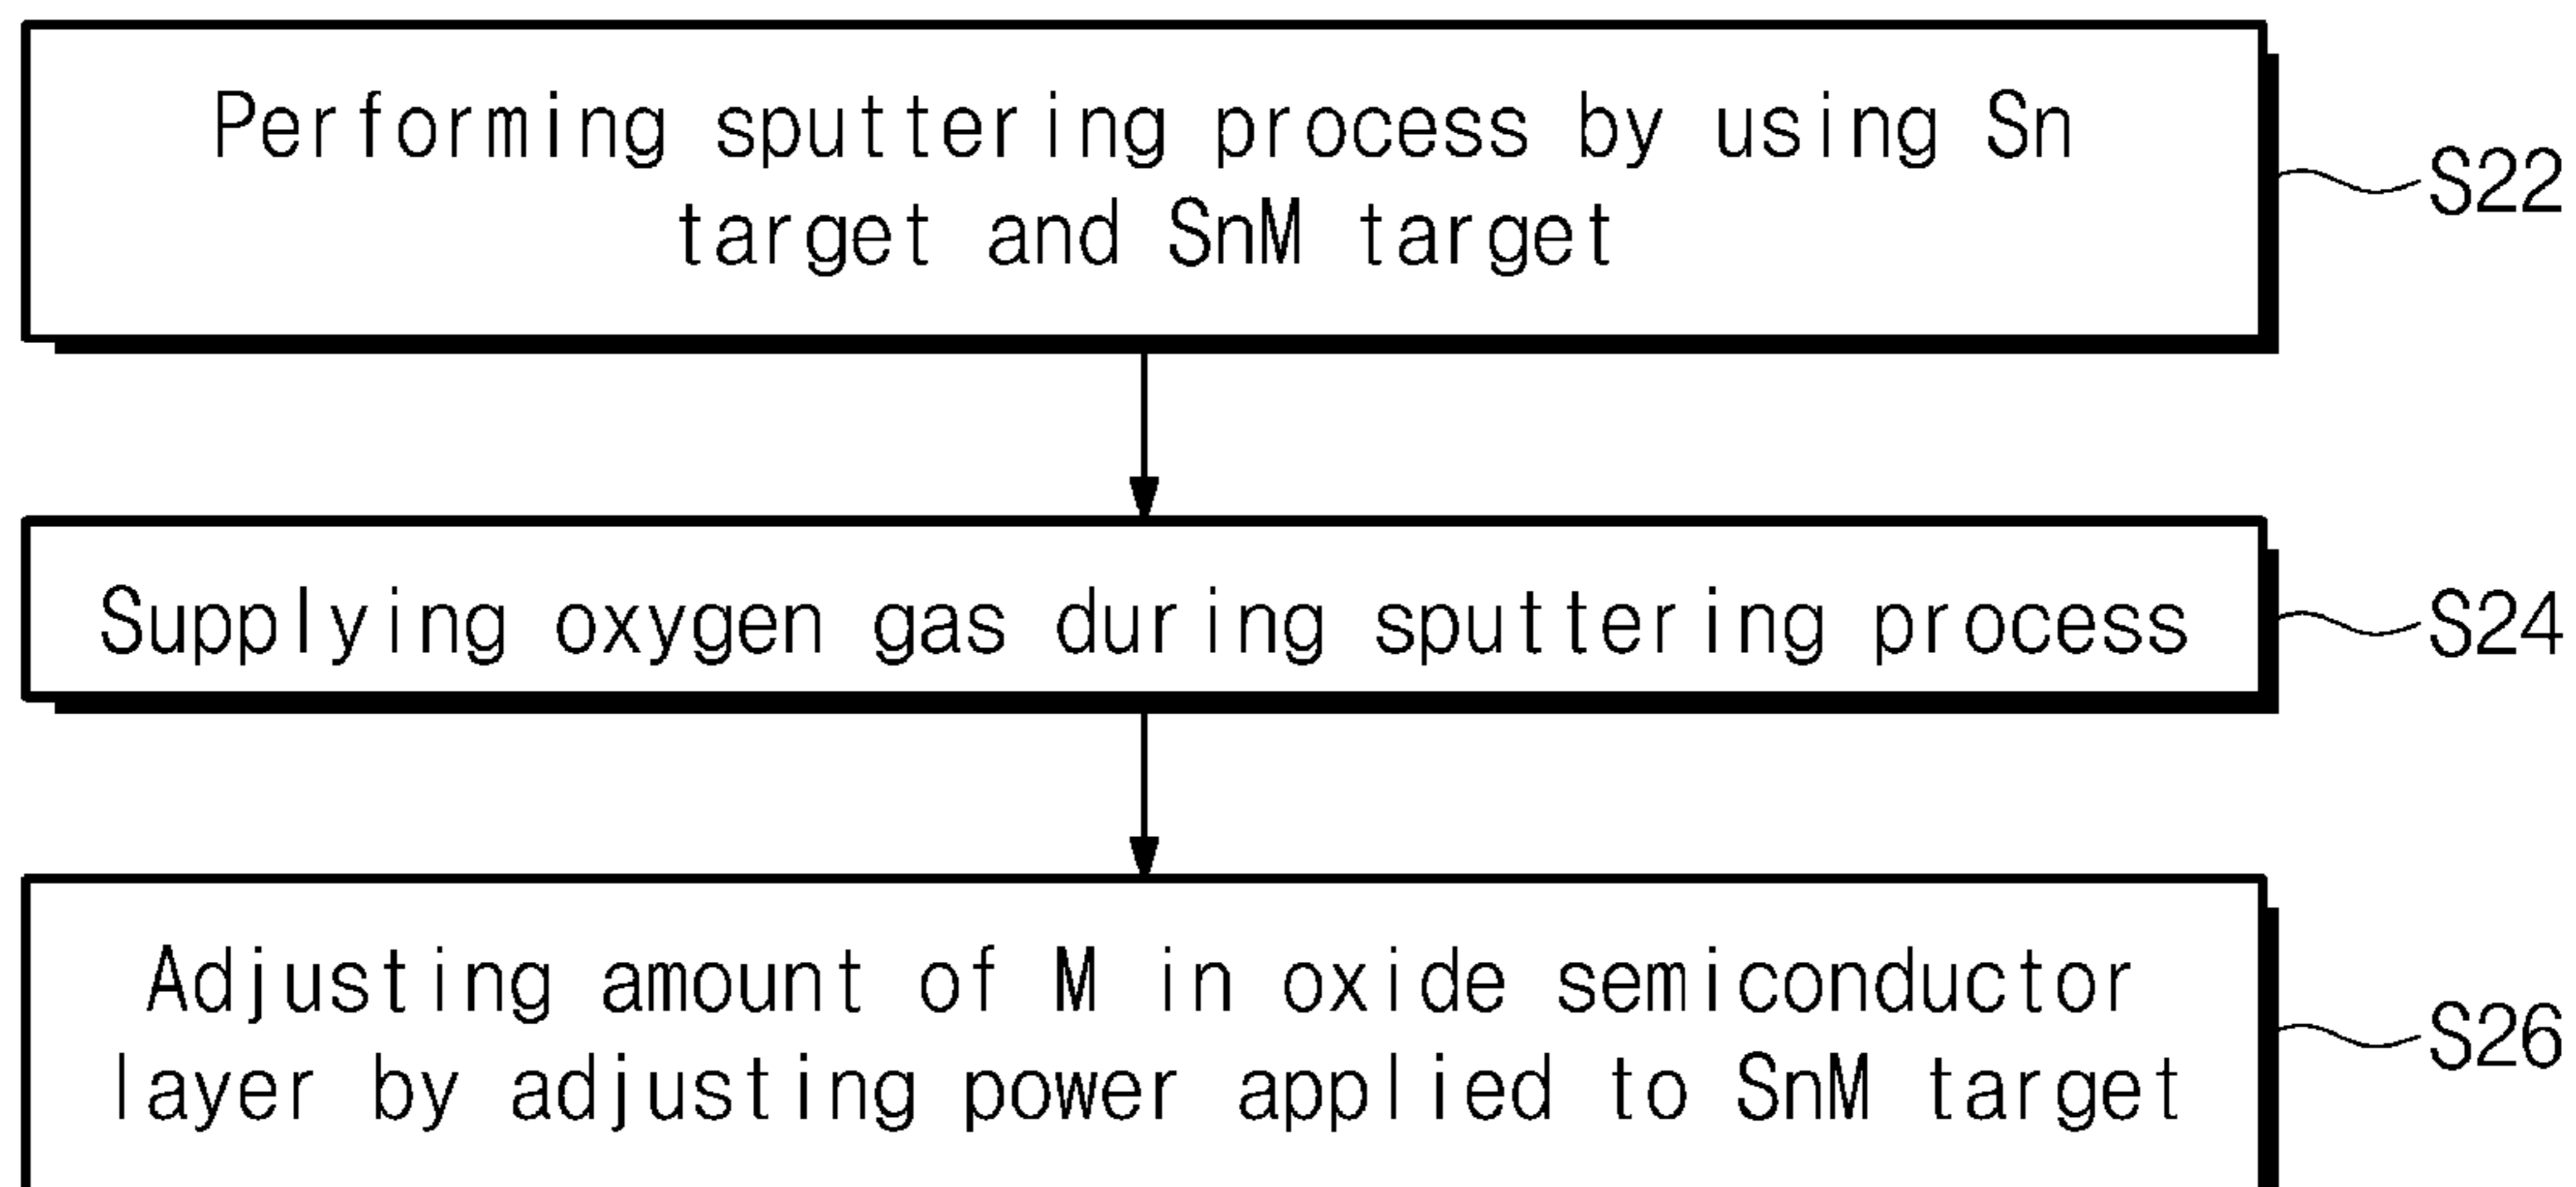 Performing sputtering process by using Sn
target and SnM target
S22
Supplying oxygen gas during sputtering process
S24
Adjusting amount of M in oxide semiconductor
layer by adjusting power applied to SnM target
S26